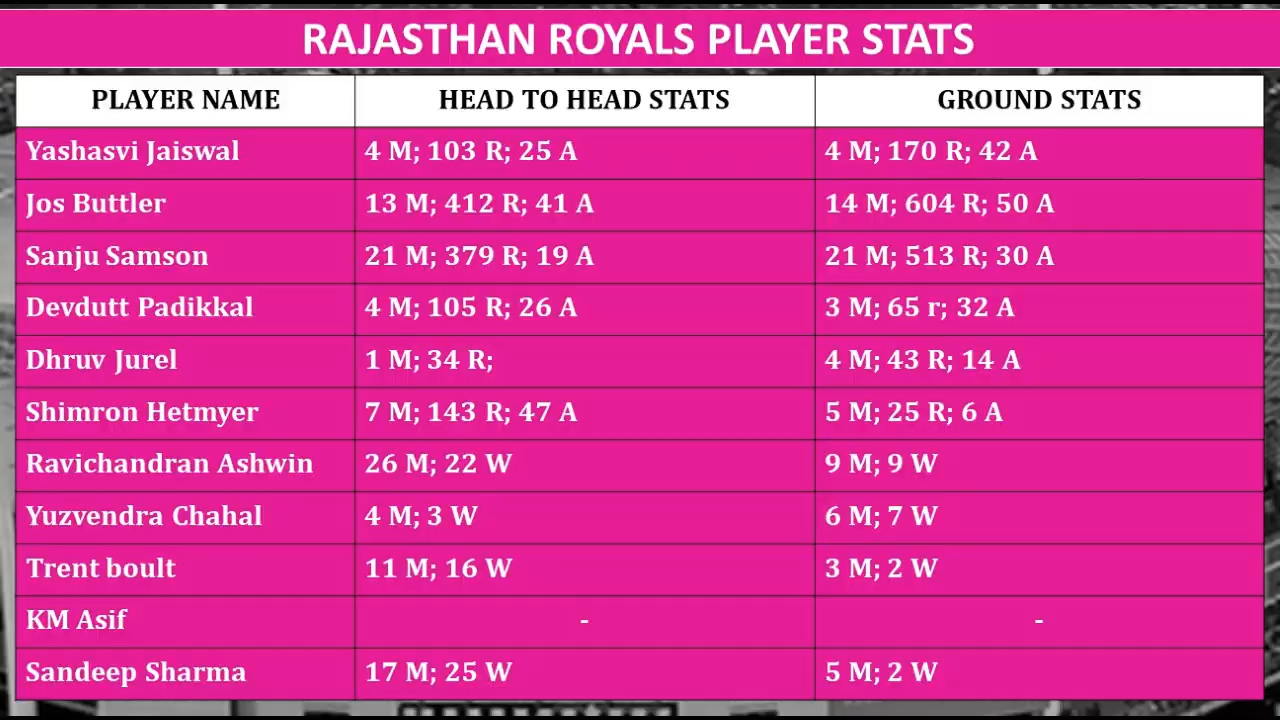 RAJASTHAN ROYALS PLAYER STATS
PLAYER NAME HEAD TO HEAD STATS GROUND STATS
Yashasvi Jaiswal 4 M; 103 R; 25 A 4 M; 170 R; 42 A
Jos Buttler 13 M; 412 R; 41 A 14 M; 604 R; 50 A
Sanju Samson 21 M; 379 R; 19 A 21 M; 513 R; 30 A
Devdutt Padikkal 4 M; 105 R; 26 A 3 M; 65 r; 32 A
Dhruv Jurel 1 M; 34 R; 4 M; 43 R; 14 A
Shimron Hetmyer 7 M; 143 R; 47 A 5 M; 25 R; 6 A
Ravichandran Ashwin 26 M; 22 W 9 M; 9 W
Yuzvendra Chahal 4 M; 3 W 6 M; 7 W
Trent boult 11 M; 16 W 3 M; 2 W
KM Asif - -
Sandeep Sharma 17 M; 25 W 5 M; 2 W